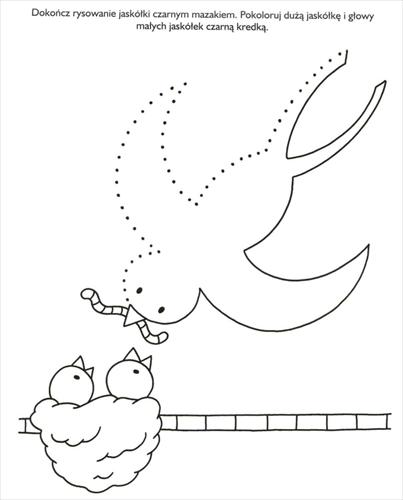 Dokończ rysowanie jaskółki czarnym mazakiem. Pokoloruj dużą jaskółkę i głowy
małych jaskółek czarną kredką.